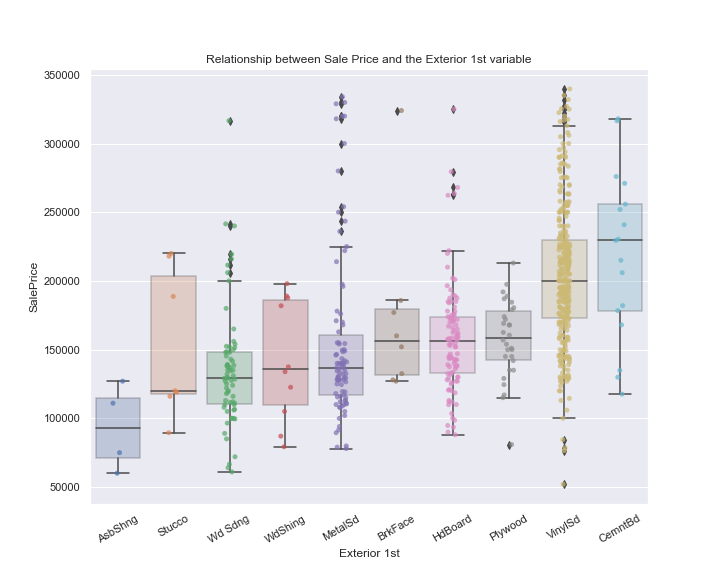 Relationship between Sale Price and the Exterior 1st variable
350000
300000
250000
200000
150000
100000
50000
SalePrice
AsbShng
Stucco
Wd Sdng
WdShing
MetalSd
BrkFace
HdBoard
Plywood
VinylSd
CemntBd
Exterior 1st